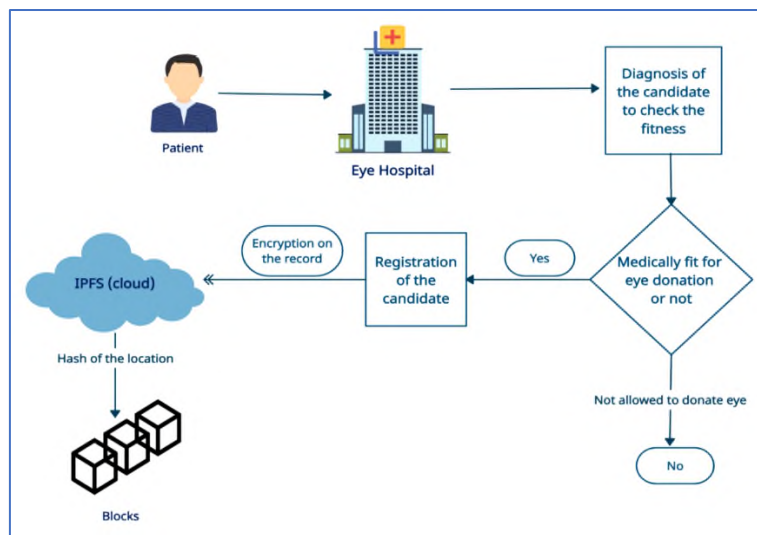 Patient
Eye Hospital
Diagnosis of
the candidate
to check the
fitness
Medically fit for
eye donation
or not
Yes
Registration
of the
candidate
Encryption on
the record
IPFS (cloud)
Hash of the location
Blocks
Not allowed to donate eye
No